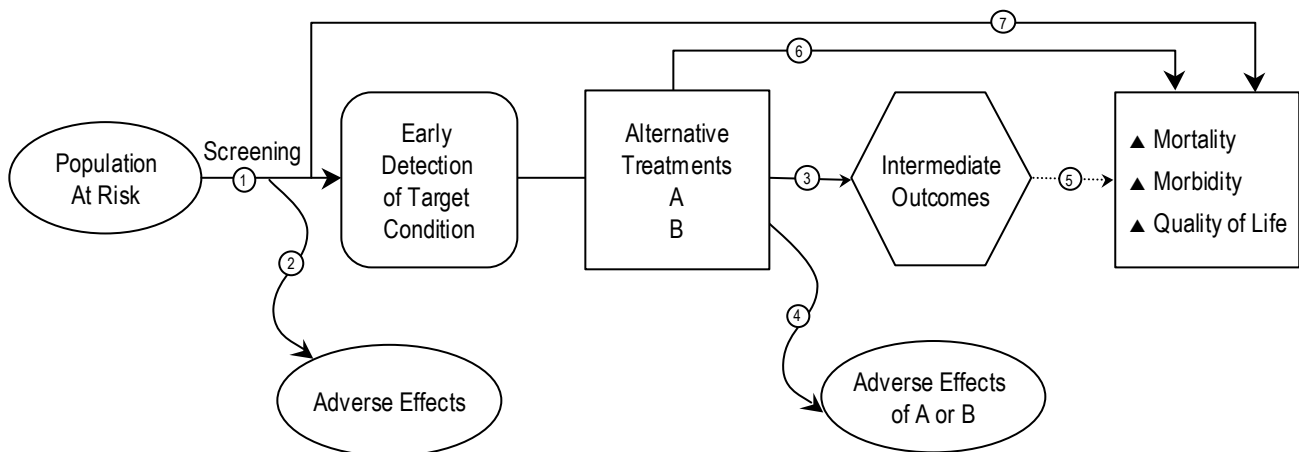 7
6
Screening
1
Population
At Risk
Early
Detection
of Target
Condition
Alternative
Treatments
A
B
3
Intermediate
Outcomes
5
▲ Mortality
▲ Morbidity
▲ Quality of Life
2
4
Adverse Effects
Adverse Effects
of A or B